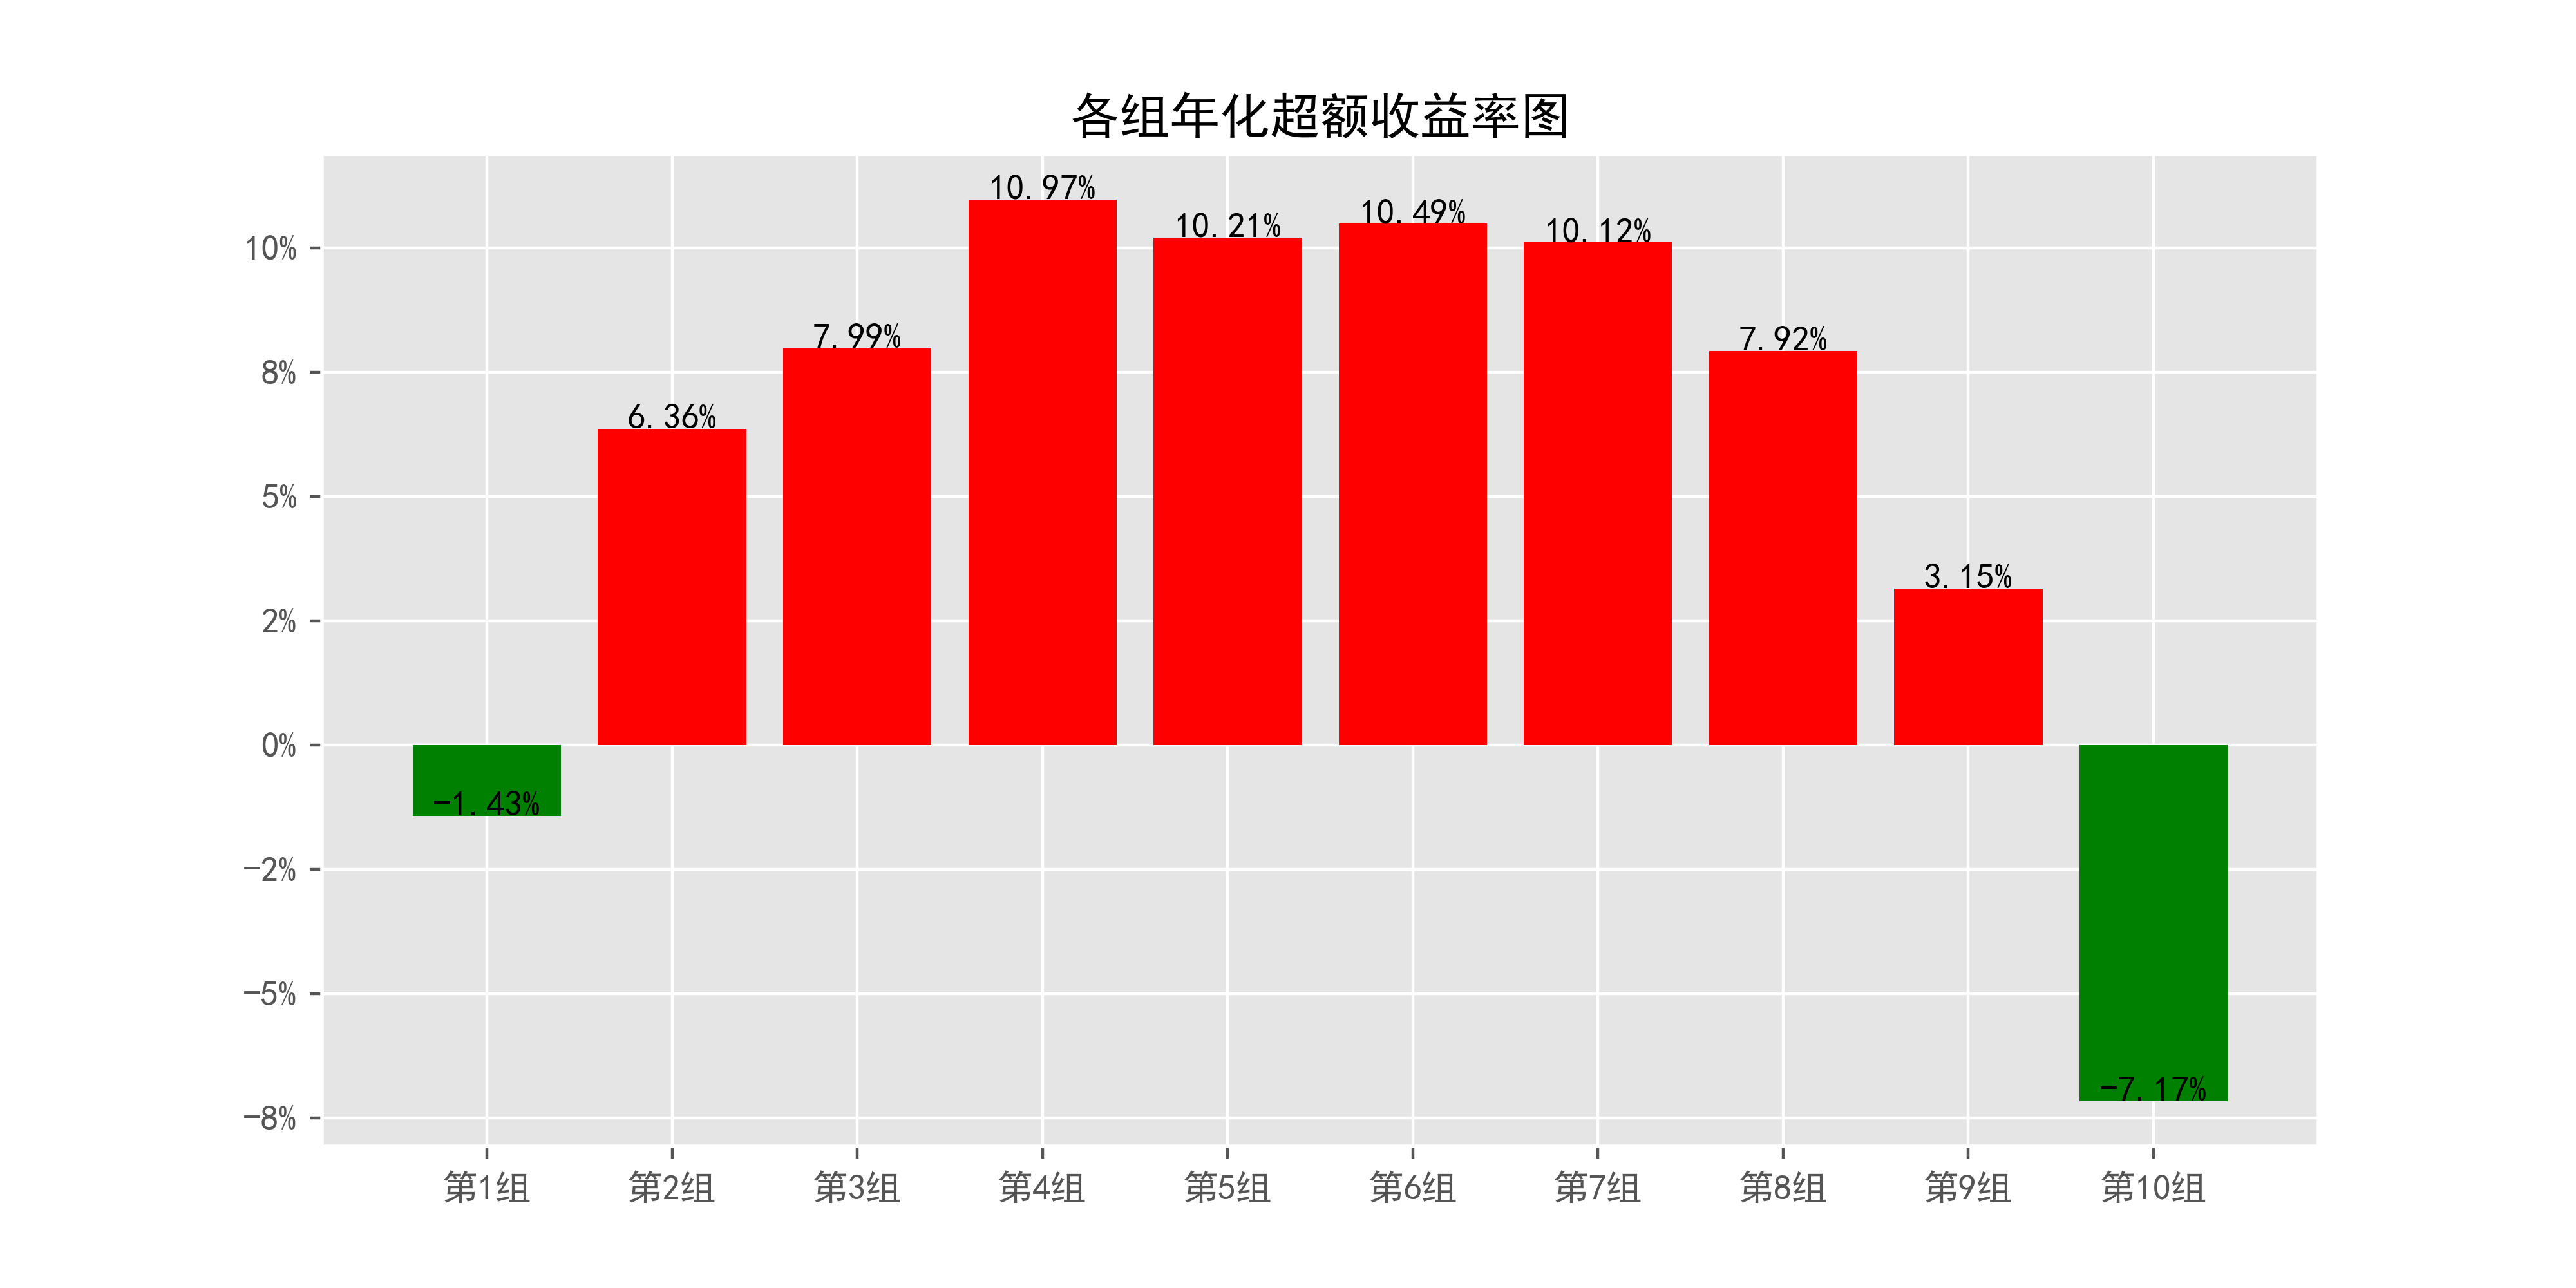 各组年化超额收益率图
10.97%
10.21%
10.49%
10.12%
7.99%
7.92%
6.36%
3.15%
-1.43%
-7.17%
10%
8%
5%
2%
0%
-2%
-5%
-8%
第1组
第2组
第3组
第4组
第5组
第6组
第7组
第8组
第9组
第10组